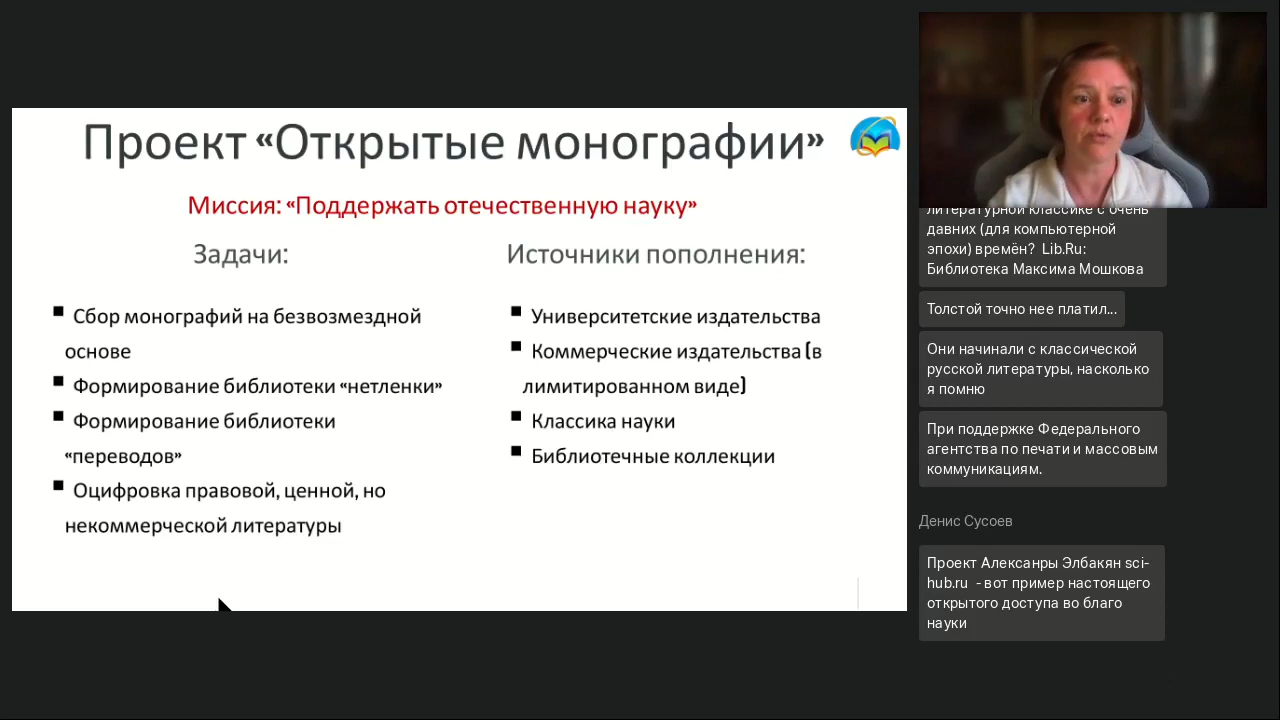 Проект «Открытые монографии»
Миссия: «Поддержать отечественную науку»
Задачи:
Сбор монографий на безвозмездной
основе
Формирование библиотеки «нетленки»
Формирование библиотеки
«переводов»
Оцифровка правовой, ценной, но
некоммерческой литературы
Источники пополнения:
Университетские издательства
Коммерческие издательства (в
лимитированном виде)
Классика науки
Библиотечные коллекции
литературной классике с очень
давних (для компьютерной
эпохи) времён? Lib.Ru:
Библиотека Максима Мошкова
Толстой точно нее платил...
Они начинали с классической
русской литературы, насколько
я помню
При поддержке Федерального
агентства по печати и массовым
коммуникациям.
Денис Сусоев
Проект Алексанры Элбакян sci-
hub.ru - вот пример настоящего
открытого доступа во благо
науки